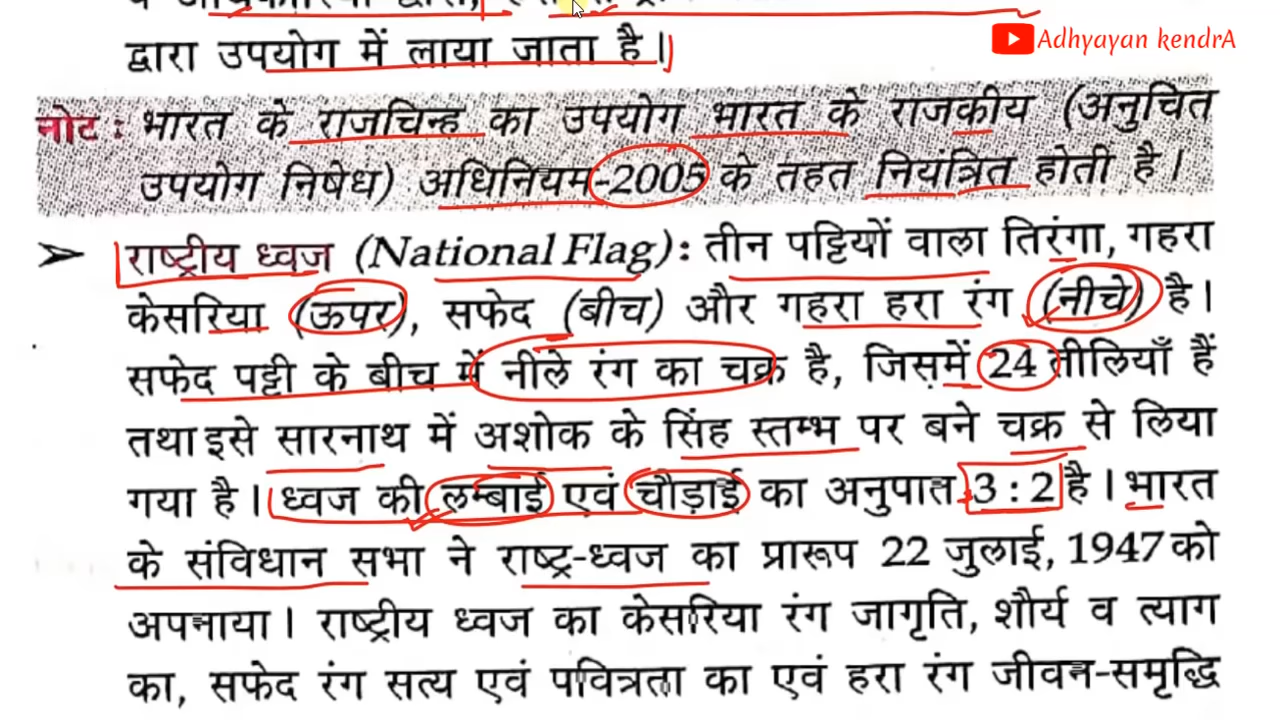 Adhyayan kendrA
द्वारा उपयोग में लाया जाता है।
नोट : भारत के राजचिन्ह का उपयोग भारत के राजकीय (अनुचित
उपयोग निषेध) अधिनियम-2005 के तहत नियंत्रित होती है।
➢ राष्ट्रीय ध्वज (National Flag) : तीन पट्टियों वाला तिरंगा, गहरा
केसरिया (ऊपर), सफेद (बीच) और गहरा हरा रंग (नीचे) है।
सफेद पट्टी के बीच में नीले रंग का चक्र है, जिसमें 24 तीलियाँ हैं
तथा इसे सारनाथ में अशोक के सिंह स्तम्भ पर बने चक्र से लिया
गया है। ध्वज की लम्बाई एवं चौड़ाई का अनुपात 3 : 2 है। भारत
के संविधान सभा ने राष्ट्र-ध्वज का प्रारूप 22 जुलाई, 1947 को
अपनाया। राष्ट्रीय ध्वज का केसरिया रंग जागृति, शौर्य व त्याग
का, सफेद रंग सत्य एवं पवित्रता का एवं हरा रंग जीवन-समृद्धि